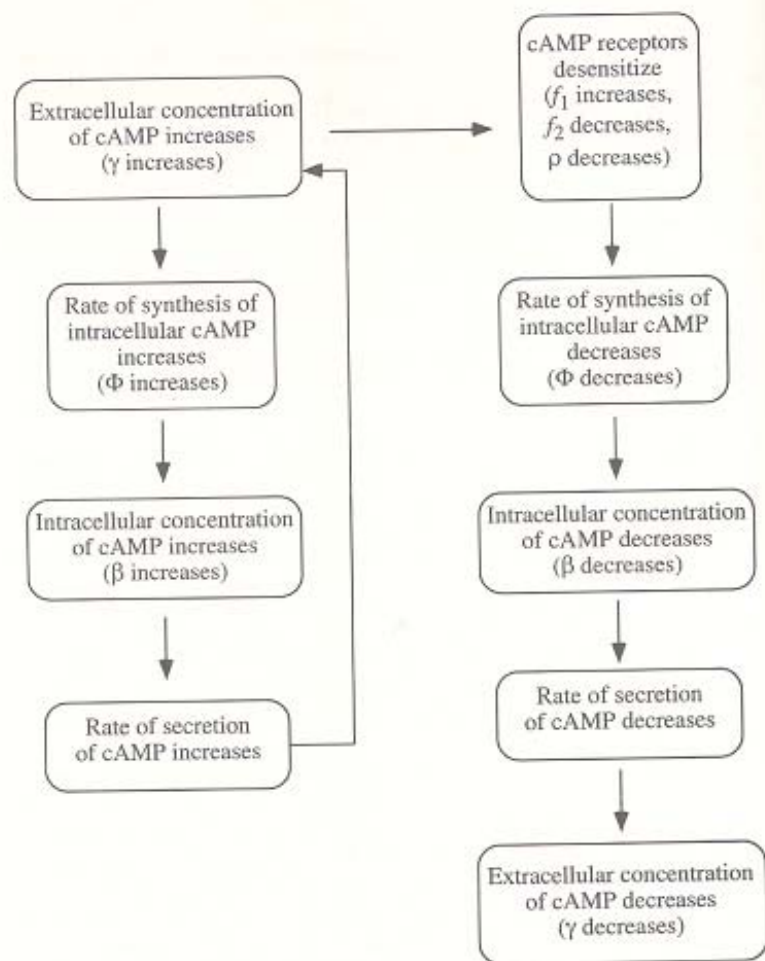 Extracellular concentration
of cAMP increases
(γ increases)
Rate of synthesis of
intracellular cAMP
increases
(Φ increases)
Intracellular concentration
of cAMP increases
(β increases)
Rate of secretion
of cAMP increases
cAMP receptors
desensitize
(f₁ increases,
f₂ decreases,
ρ decreases)
Rate of synthesis of
intracellular cAMP
decreases
(Φ decreases)
Intracellular concentration
of cAMP decreases
(β decreases)
Rate of secretion
of cAMP decreases
Extracellular concentration
of cAMP decreases
(γ decreases)